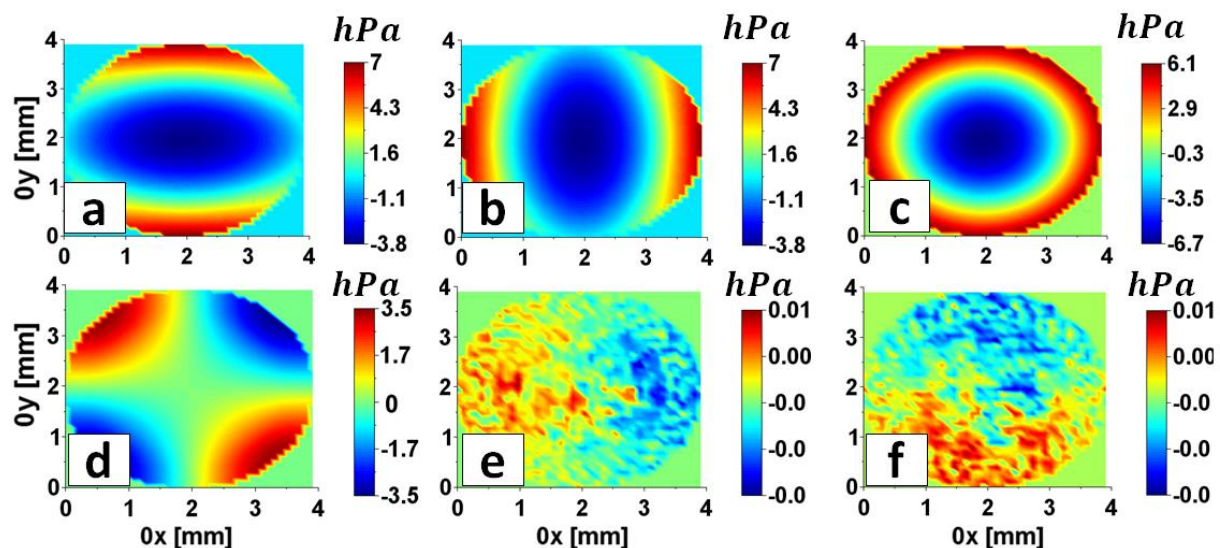 hPa hPa hPa
4 3 2 1 0 0y [mm] a 0 1 2 3 4 7 4.3 1.6 -1.1 -3.8
4 3 2 1 0 b 0 1 2 3 4 7 4.3 1.6 -1.1 -3.8
4 3 2 1 0 c 0 1 2 3 4 6.1 2.9 -0.3 -3.5 -6.7
hPa hPa hPa
4 3 2 1 0 0y [mm] d 0 1 2 3 4 0x [mm] 3.5 1.7 0 -1.7 -3.5
4 3 2 1 0 e 0 1 2 3 4 0x [mm] 0.01 0.00 -0.0 -0.0 -0.0
4 3 2 1 0 f 0 1 2 3 4 0x [mm] 0.01 0.00 -0.0 -0.0 -0.0